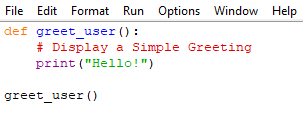 File Edit Format Run Options Window Help
def greet_user():
    # Display a Simple Greeting
    print("Hello!")

greet_user()